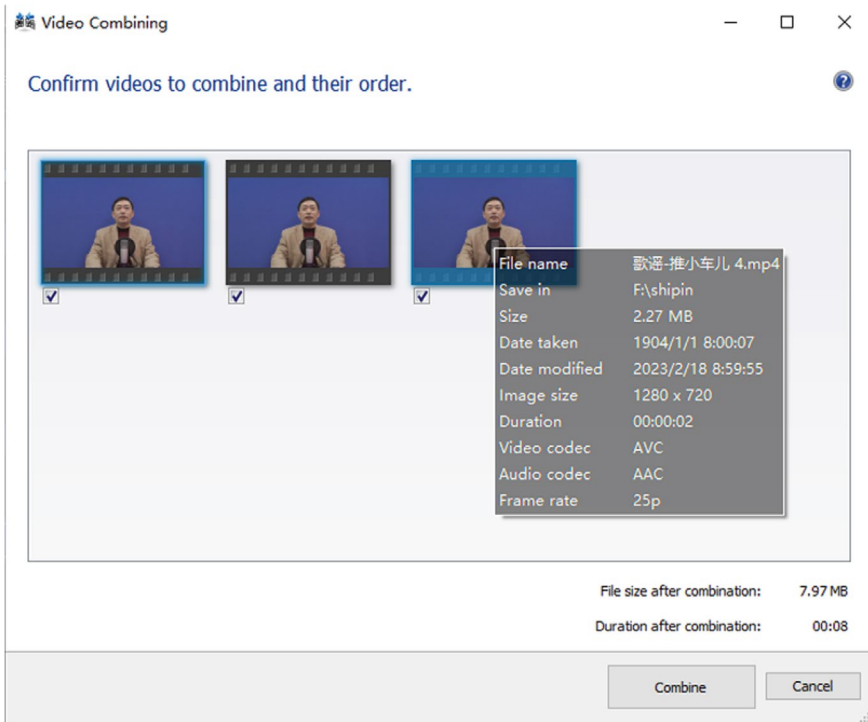 Video Combining
Confirm videos to combine and their order.
File name 歌谣-推小车儿 4.mp4
Save in F:\shipin
Size 2.27 MB
Date taken 1904/1/1 8:00:07
Date modified 2023/2/18 8:59:55
Image size 1280 x 720
Duration 00:00:02
Video codec AVC
Audio codec AAC
Frame rate 25p
File size after combination: 7.97 MB
Duration after combination: 00:08
Combine Cancel